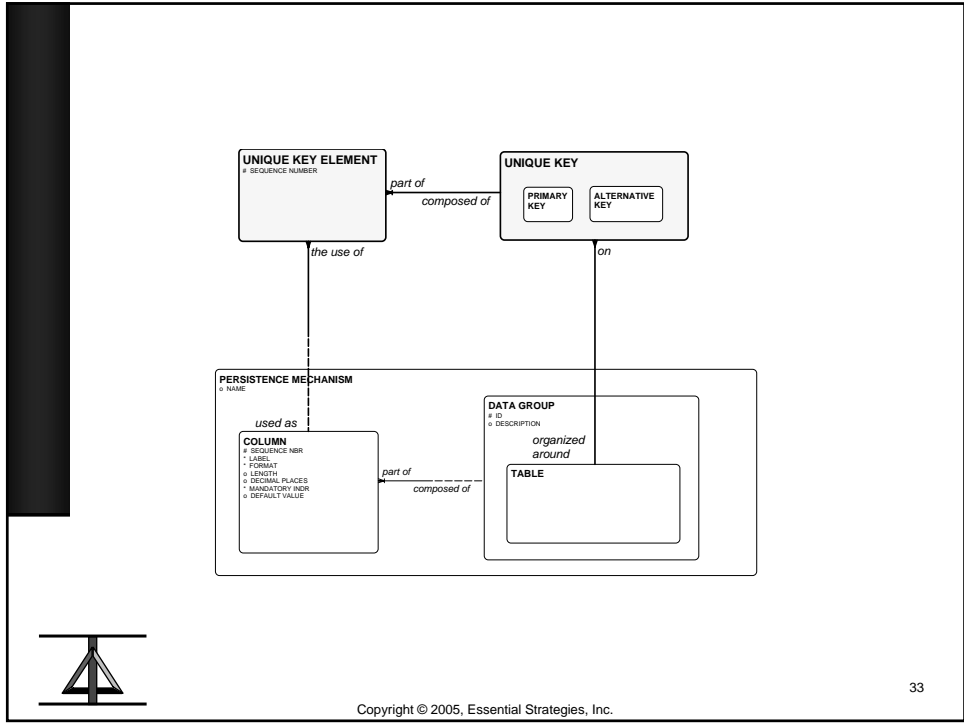 UNIQUE KEY ELEMENT
# SEQUENCE NUMBER
part of
composed of
UNIQUE KEY
PRIMARY
KEY
ALTERNATIVE
KEY
the use of
on
PERSISTENCE MECHANISM
o NAME
used as
COLUMN
# SEQUENCE NBR
* LABEL
* FORMAT
o LENGTH
o DECIMAL PLACES
* MANDATORY INDR
o DEFAULT VALUE
part of
composed of
DATA GROUP
# ID
o DESCRIPTION
organized
around
TABLE
33
Copyright © 2005, Essential Strategies, Inc.